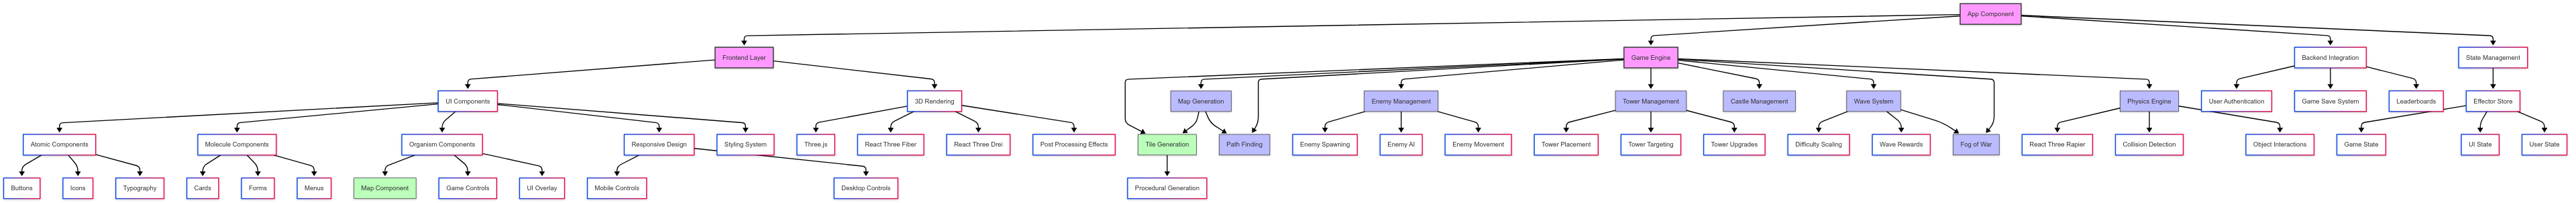 App Component
Frontend Layer
Game Engine
Backend Integration
State Management
UI Components
3D Rendering
Map Generation
Enemy Management
Tower Management
Castle Management
Wave System
Physics Engine
User Authentication
Game Save System
Leaderboards
Effector Store
Atomic Components
Molecule Components
Organism Components
Responsive Design
Styling System
Three.js
React Three Fiber
React Three Drei
Post Processing Effects
Tile Generation
Path Finding
Enemy Spawning
Enemy AI
Enemy Movement
Tower Placement
Tower Targeting
Tower Upgrades
Difficulty Scaling
Wave Rewards
Fog of War
React Three Rapier
Collision Detection
Object Interactions
Game State
UI State
User State
Buttons
Icons
Typography
Cards
Forms
Menus
Map Component
Game Controls
UI Overlay
Mobile Controls
Desktop Controls
Procedural Generation